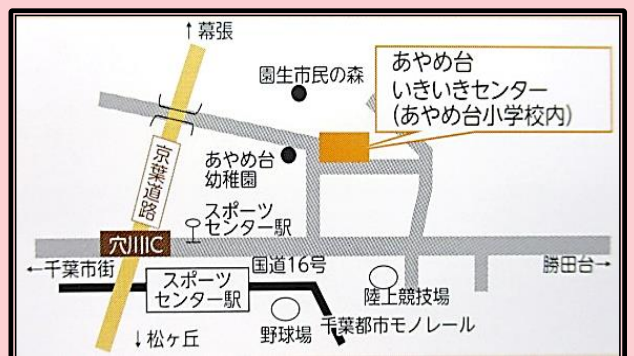 ↑幕張
園生市民の森
あやめ台
いきいきセンター
(あやめ台小学校内)
京葉道路
あやめ台
幼稚園
スポーツ
センター駅
穴川IC
←千葉市街
国道16号
勝田台→
スポーツ
センター駅
陸上競技場
↓松ヶ丘
野球場
千葉都市モノレール